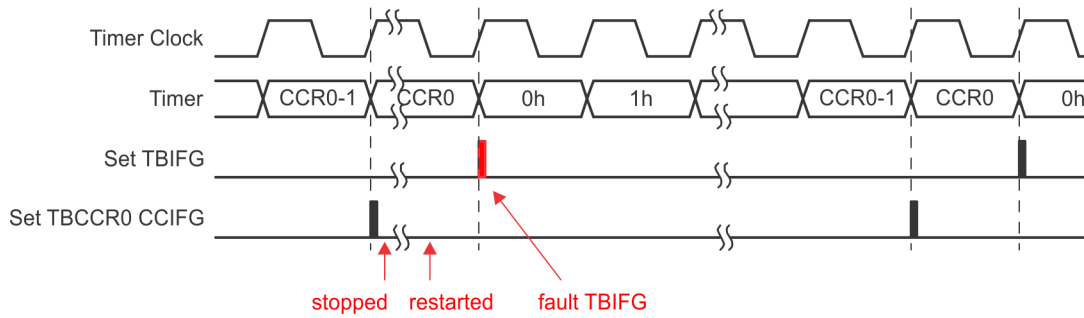 Timer Clock
Timer CCR0-1 CCR0 0h 1h CCR0-1 CCR0 0h
Set TBIFG
Set TBCCR0 CCIFG
stopped restarted fault TBIFG